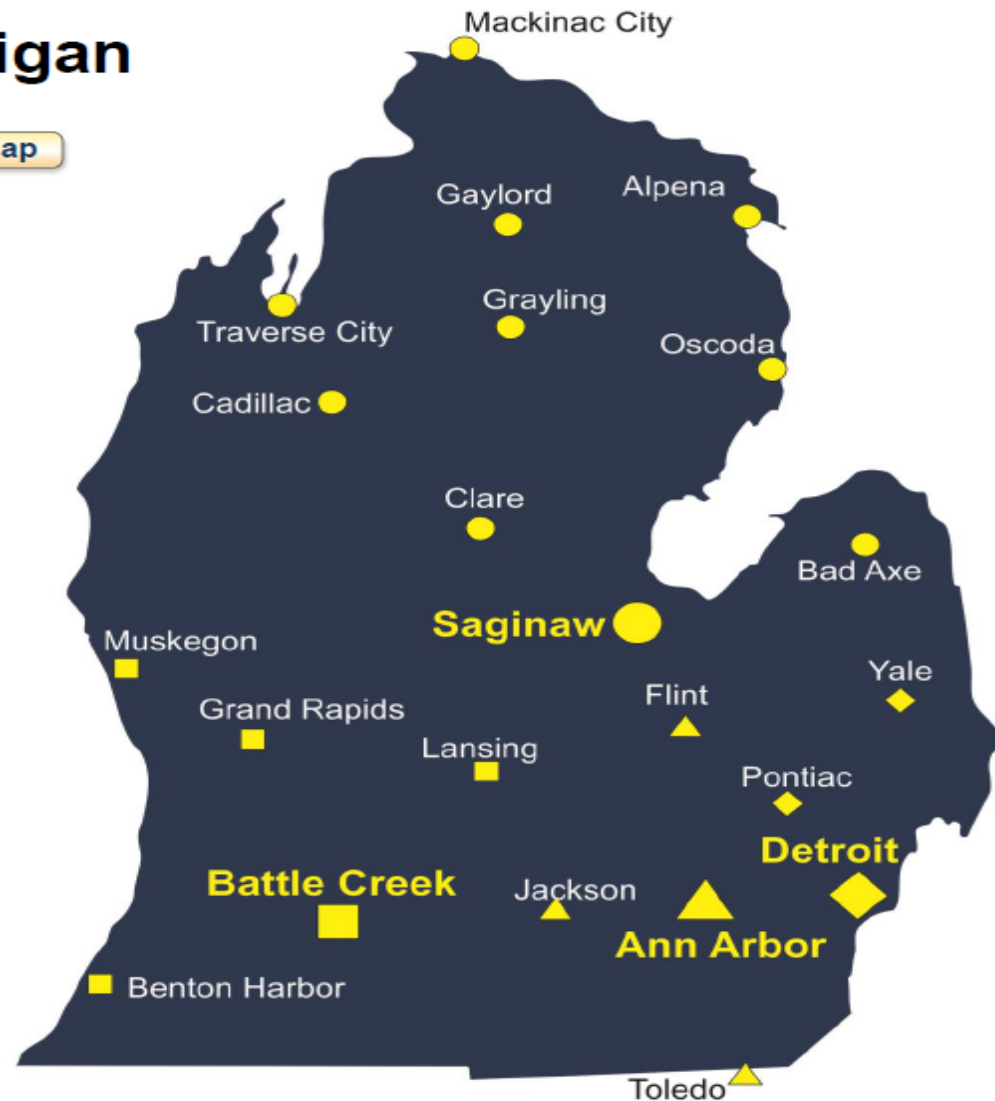 Mackinac City
igan
ap
Gaylord
Alpena
Grayling
Traverse City
Oscoda
Cadillac
Clare
Bad Axe
Saginaw
Muskegon
Yale
Flint
Grand Rapids
Lansing
Pontiac
Detroit
Battle Creek
Jackson
Ann Arbor
Benton Harbor
Toledo